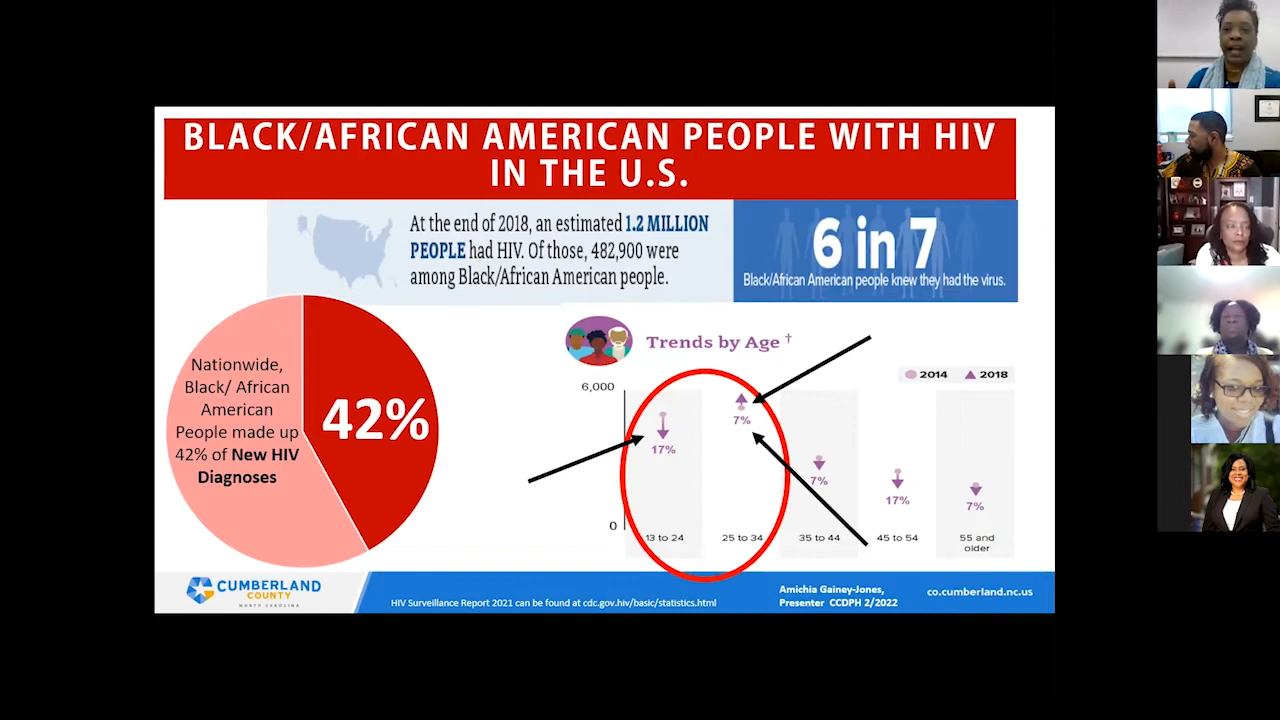 BLACK/AFRICAN AMERICAN PEOPLE WITH HIV
IN THE U.S.
At the end of 2018, an estimated 1.2 MILLION
PEOPLE had HIV. Of those, 482,900 were
among Black/African American people.
6 in 7
Black/African American people knew they had the virus.
Nationwide,
Black/ African
American
People made up
42% of New HIV
Diagnoses
42%
Trends by Age †
2014 2018
6,000
0
17%
7%
7%
17%
7%
13 to 24
25 to 34
35 to 44
45 to 54
55 and
older
CUMBERLAND
COUNTY
NORTH CAROLINA
HIV Surveillance Report 2021 can be found at cdc.gov.hiv/basic/statistics.html
Amichia Gainey-Jones,
Presenter CCDPH 2/2022
co.cumberland.nc.us